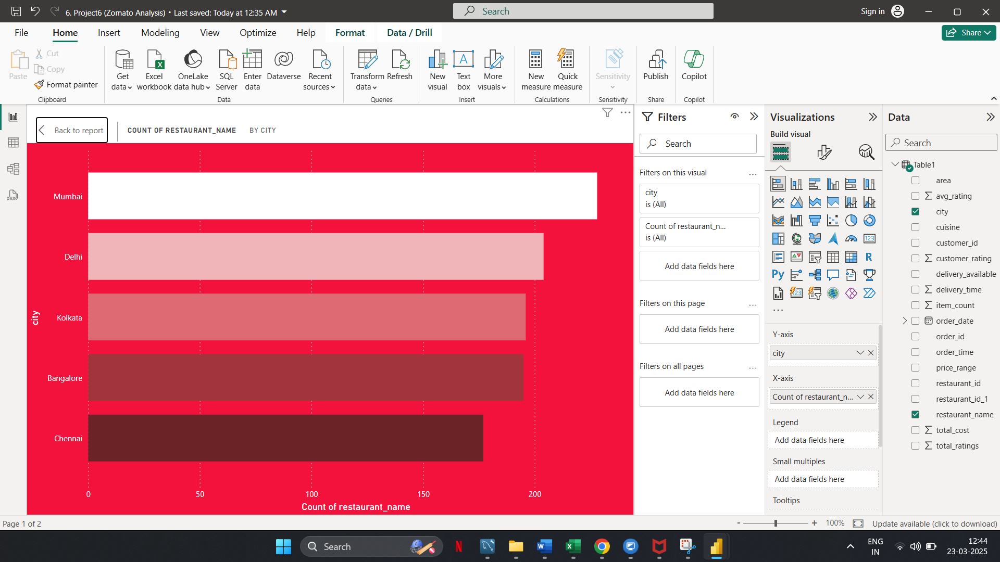 6. Project6 (Zomato Analysis) • Last saved: Today at 12:35 AM
Search
Sign in
File
Home
Insert
Modeling
View
Optimize
Help
Format
Data / Drill
Share
Paste
Cut
Copy
Format painter
Clipboard
Get data
Excel workbook
OneLake data hub
SQL Server
Enter data
Dataverse
Recent sources
Data
Transform data
Refresh
Queries
New visual
A
Text box
More visuals
Insert
New measure
Quick measure
Calculations
Sensitivity
Sensitivity
Publish
Share
Copilot
Copilot
DAX
Back to report
COUNT OF RESTAURANT_NAME
BY CITY
city
Mumbai
Delhi
Kolkata
Bangalore
Chennai
0
50
100
150
200
Count of restaurant_name
Filters
Search
Filters on this visual
...
city
is (All)
Count of restaurant_n...
is (All)
Add data fields here
Filters on this page
...
Add data fields here
Filters on all pages
...
Add data fields here
Visualizations
Build visual
123
R
Py
123
...
Y-axis
city
X-axis
Count of restaurant_n...
Legend
Add data fields here
Small multiples
Add data fields here
Tooltips
Data
Search
Table1
area
avg_rating
city
cuisine
customer_id
customer_rating
delivery_available
delivery_time
item_count
order_date
order_id
order_time
price_range
restaurant_id
restaurant_id_1
restaurant_name
total_cost
total_ratings
Page 1 of 2
- + 100%
Update available (click to download)
Search
N
W
X
ENG
IN
12:44
23-03-2025